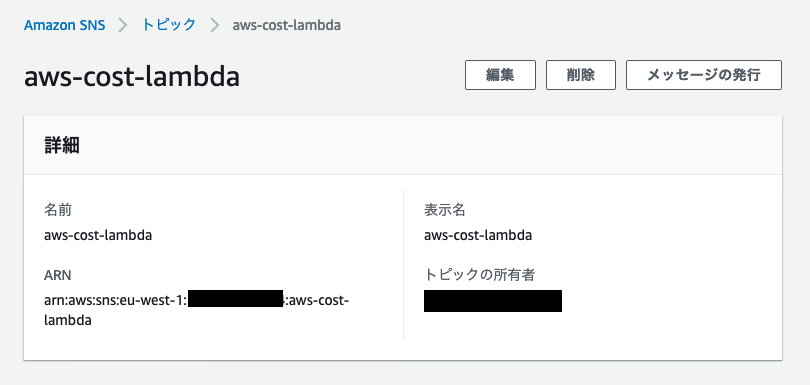 Amazon SNS > トピック > aws-cost-lambda
aws-cost-lambda 編集 削除 メッセージの発行
詳細
名前
aws-cost-lambda
ARN
arn:aws:sns:eu-west-1: :aws-cost-
lambda
表示名
aws-cost-lambda
トピックの所有者